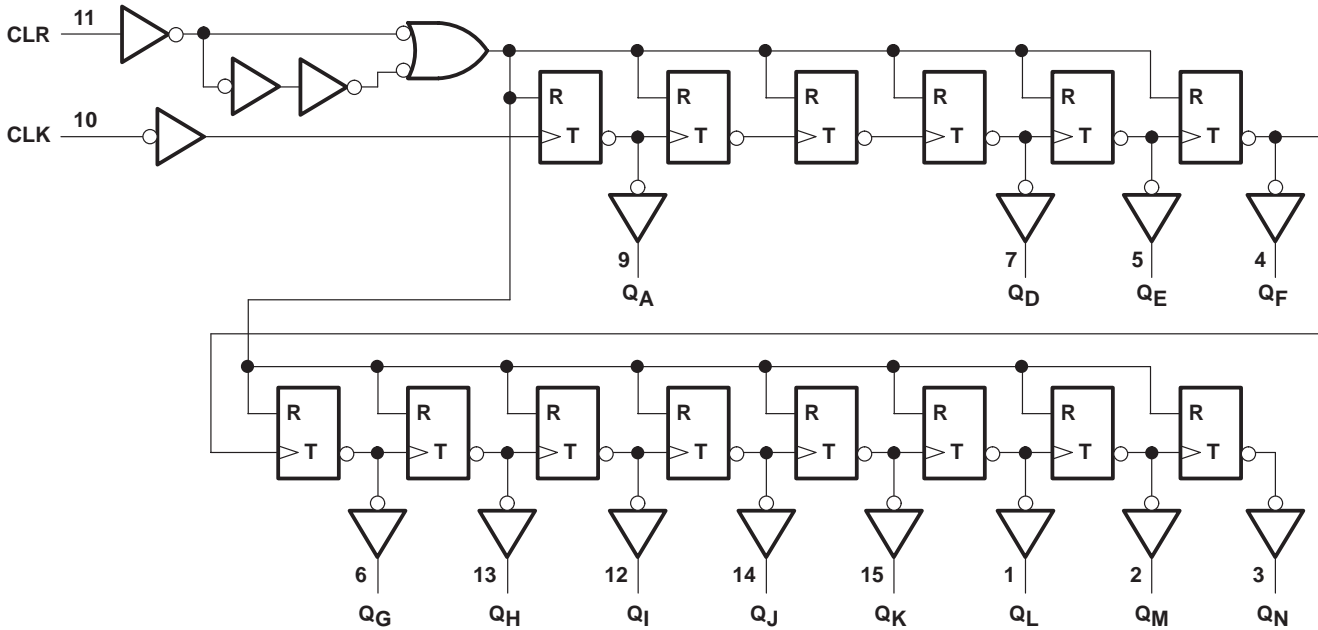 CLR 11
CLK 10
R R R R R R
T T T T T T
9 7 5 4
QA QD QE QF
R R R R R R R R
T T T T T T T T
6 13 12 14 15 1 2 3
QG QH QI QJ QK QL QM QN